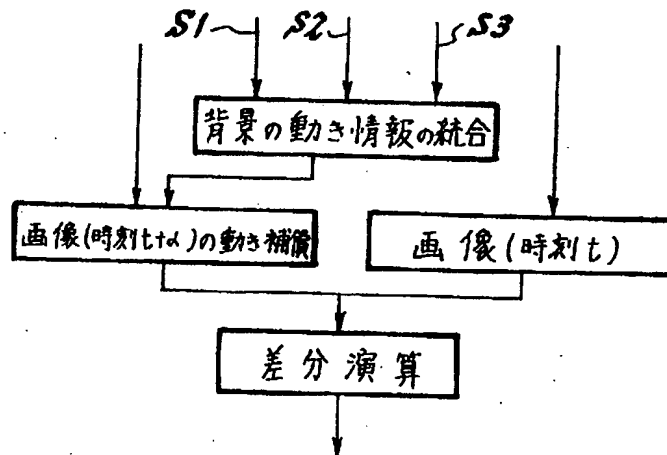 S1 S2 S3
背景の動き情報の統合
画像(時刻t+α)の動き補償
画像(時刻t)
差分演算